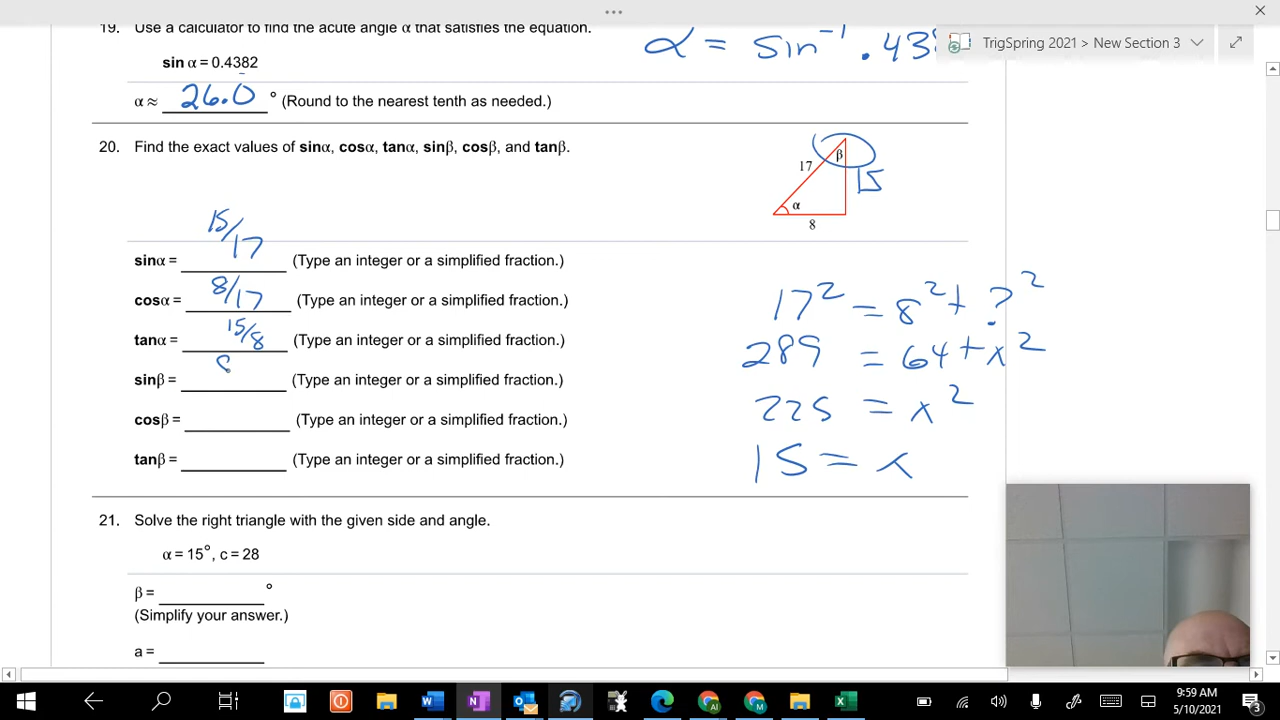 19. Use a calculator to find the acute angle α that satisfies the equation.
α = sin⁻¹ .43
TrigSpring 2021 > New Section 3
sin α = 0.4382
α ≈ 26.0 ° (Round to the nearest tenth as needed.)
20. Find the exact values of sinα, cosα, tanα, sinβ, cosβ, and tanβ.
β
17
15
α
8
sinα = 15/17 (Type an integer or a simplified fraction.)
cosα = 8/17 (Type an integer or a simplified fraction.)
tanα = 15/8 (Type an integer or a simplified fraction.)
sinβ = 8 (Type an integer or a simplified fraction.)
cosβ = (Type an integer or a simplified fraction.)
tanβ = (Type an integer or a simplified fraction.)
17² = 8² + ?²
289 = 64 + x²
225 = x²
15 = x
21. Solve the right triangle with the given side and angle.
α = 15°, c = 28
β = °
(Simplify your answer.)
a =
9:59 AM
5/10/2021